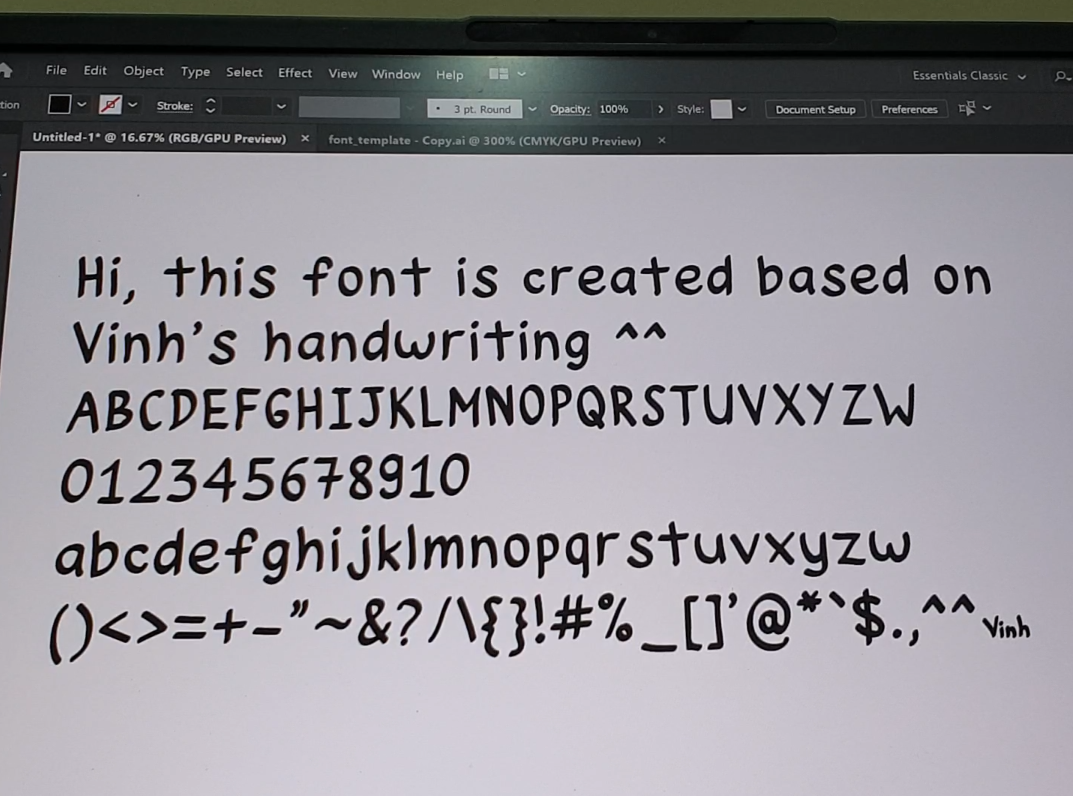 File Edit Object Type Select Effect View Window Help Essentials Classic
Stroke: 3 pt. Round Opacity: 100% Style: Document Setup Preferences
Untitled-1* @ 16.67% (RGB/GPU Preview) × font_template - Copy.ai @ 300% (CMYK/GPU Preview) ×
Hi, this font is created based on
Vinh's handwriting ^^
ABCDEFGHIJKLMNOPQRSTUVXYZW
012345678910
abcdefghijklmnopqrstuvxyzw
()<>=+-"~&?/\{}!#%_[]'@*`$.,^^ Vinh